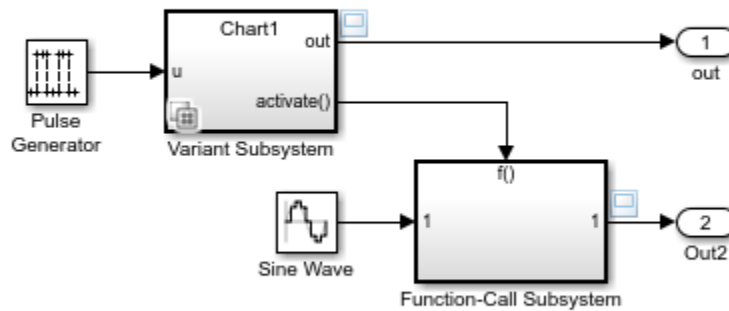 Chart1
out
u
activate()
Pulse
Generator
Variant Subsystem
1
out
f()
1
1
Sine Wave
Function-Call Subsystem
2
Out2